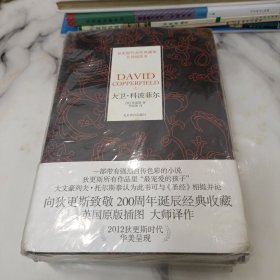 DAVID
COPPERFIELD
大卫·科波菲尔
一部带有强烈自传色彩的小说
狄更斯所有作品里“最宠爱的孩子”
大文豪列夫·托尔斯泰认为此书可与《圣经》相提并论
向狄更斯致敬 200周年诞辰经典收藏
英国原版插图 大师译作
2012狄更斯时代
华美呈现